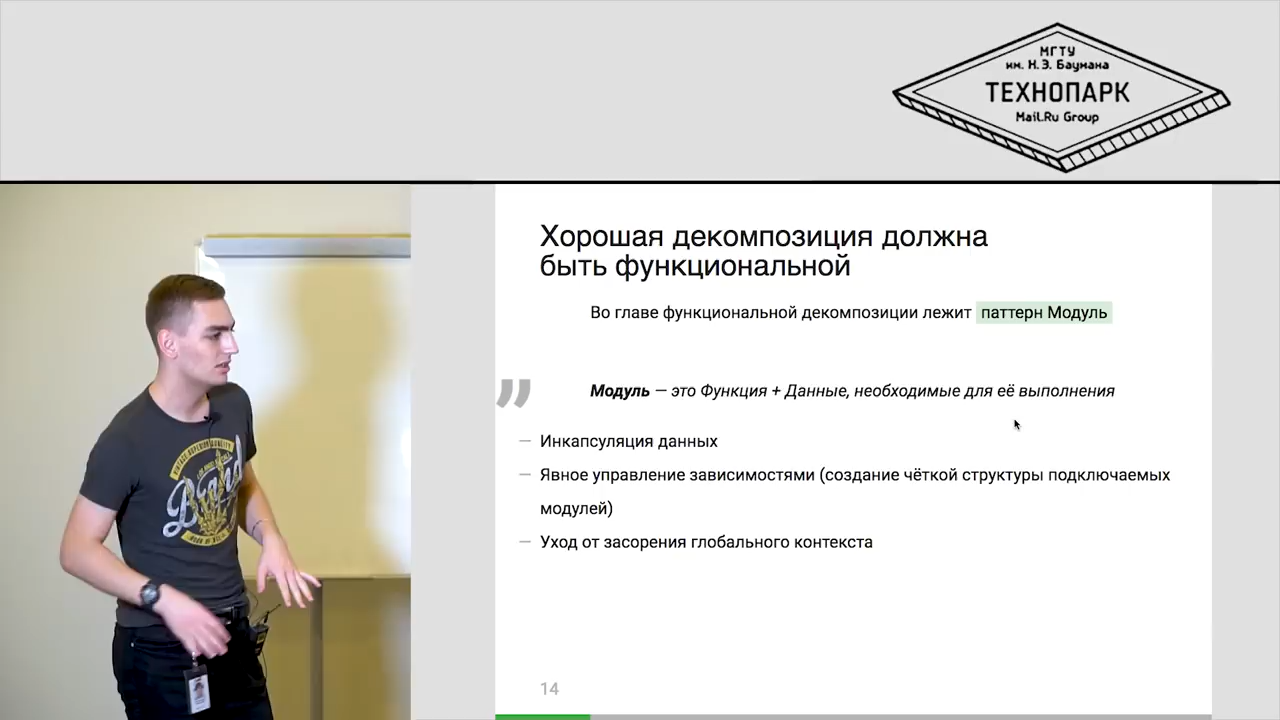 МГТУ
им. Н.Э. Баумана
ТЕХНОПАРК
Mail.Ru Group
Хорошая декомпозиция должна
быть функциональной
Во главе функциональной декомпозиции лежит паттерн Модуль
”
Модуль — это Функция + Данные, необходимые для её выполнения
— Инкапсуляция данных
— Явное управление зависимостями (создание чёткой структуры подключаемых
модулей)
— Уход от засорения глобального контекста
14